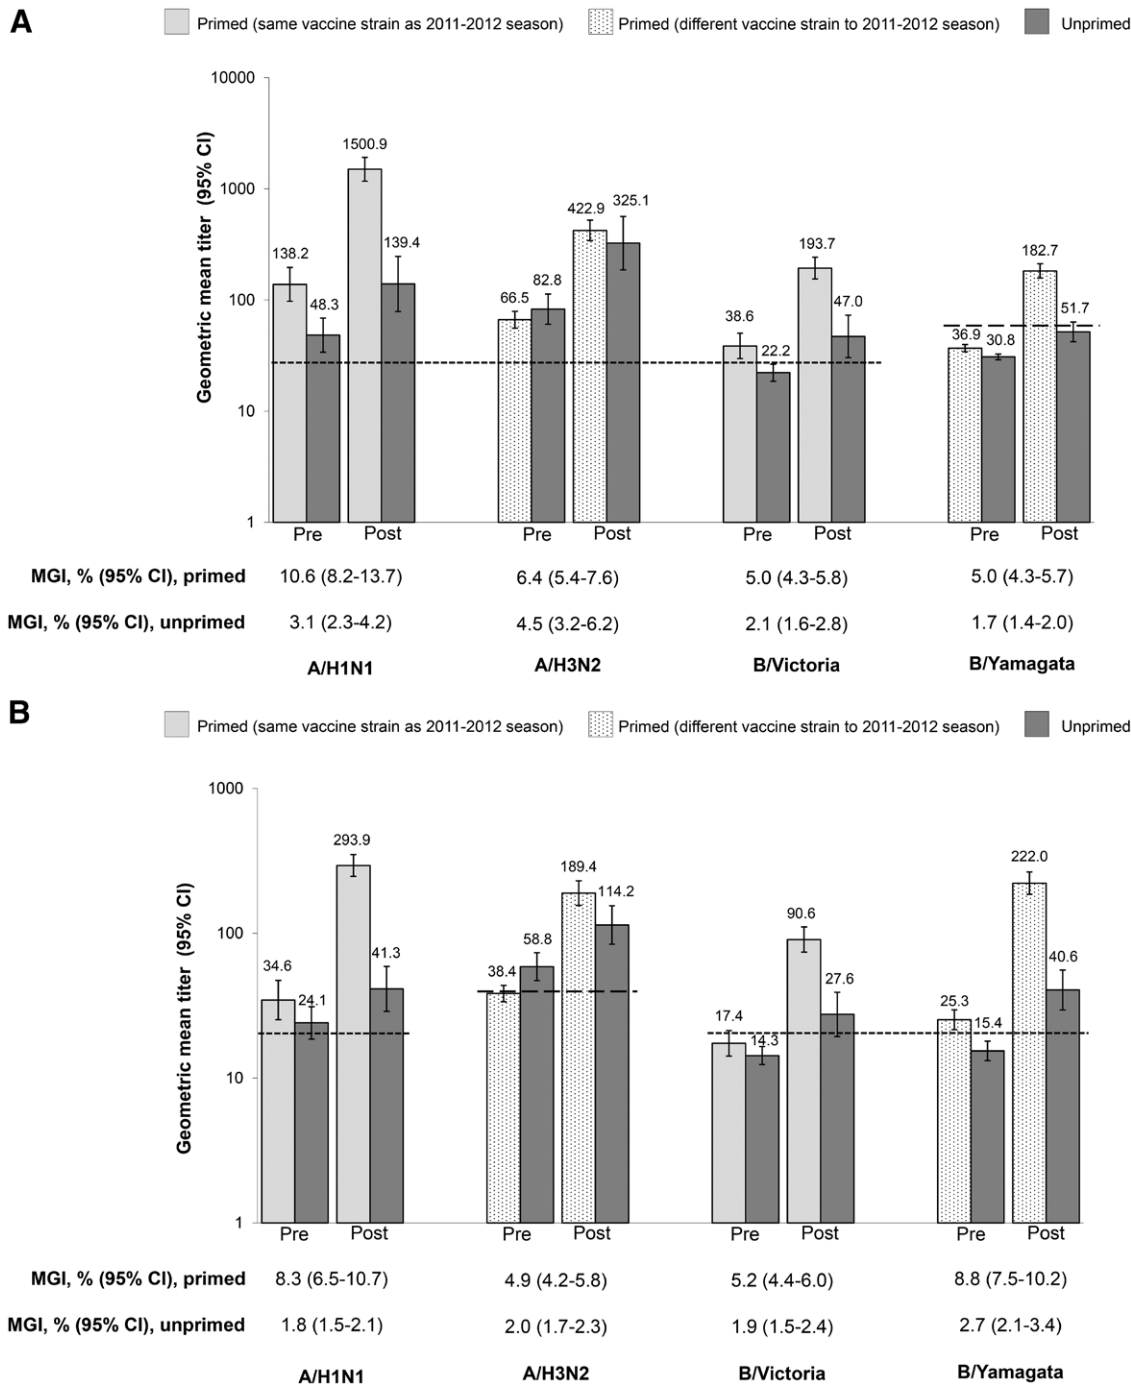 A
Primed (same vaccine strain as 2011-2012 season) Primed (different vaccine strain to 2011-2012 season) Unprimed
Geometric mean titer (95% CI)
10000
1000
100
10
1
138.2 48.3 1500.9 139.4
66.5 82.8 422.9 325.1
38.6 22.2 193.7 47.0
36.9 30.8 182.7 51.7
Pre Post Pre Post Pre Post Pre Post
MGI, % (95% CI), primed 10.6 (8.2-13.7) 6.4 (5.4-7.6) 5.0 (4.3-5.8) 5.0 (4.3-5.7)
MGI, % (95% CI), unprimed 3.1 (2.3-4.2) 4.5 (3.2-6.2) 2.1 (1.6-2.8) 1.7 (1.4-2.0)
A/H1N1 A/H3N2 B/Victoria B/Yamagata
B
Primed (same vaccine strain as 2011-2012 season) Primed (different vaccine strain to 2011-2012 season) Unprimed
Geometric mean titer (95% CI)
1000
100
10
1
34.6 24.1 293.9 41.3
38.4 58.8 189.4 114.2
17.4 14.3 90.6 27.6
25.3 15.4 222.0 40.6
Pre Post Pre Post Pre Post Pre Post
MGI, % (95% CI), primed 8.3 (6.5-10.7) 4.9 (4.2-5.8) 5.2 (4.4-6.0) 8.8 (7.5-10.2)
MGI, % (95% CI), unprimed 1.8 (1.5-2.1) 2.0 (1.7-2.3) 1.9 (1.5-2.4) 2.7 (2.1-3.4)
A/H1N1 A/H3N2 B/Victoria B/Yamagata